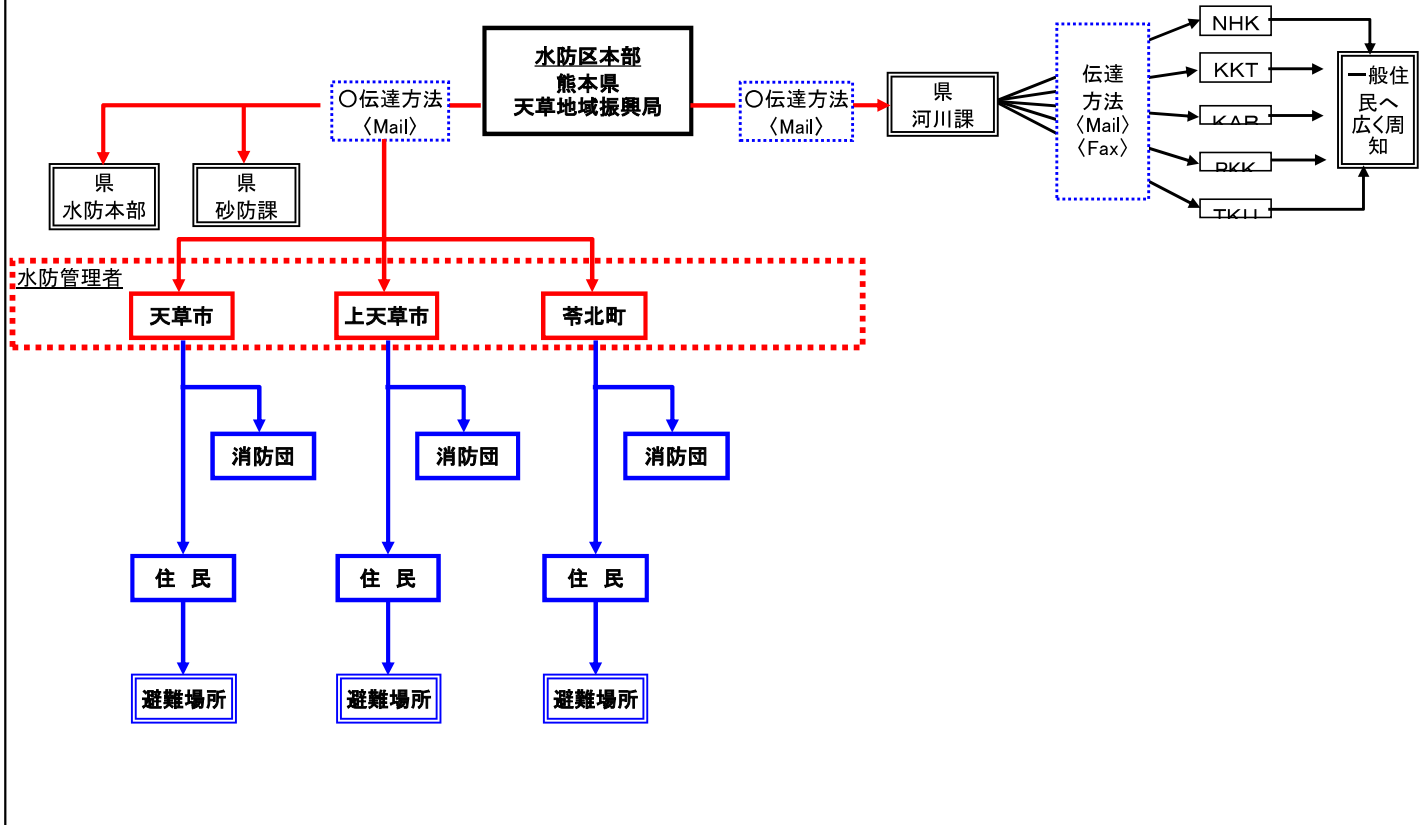 水防区本部
熊本県
天草地域振興局
〇伝達方法
〈Mail〉
〇伝達方法
〈Mail〉
県
河川課
伝達
方法
〈Mail〉
〈Fax〉
NHK
KKT
KAB
RKK
TKU
一般住
民へ
広く周
知
県
水防本部
県
砂防課
水防管理者
天草市
上天草市
苓北町
消防団
消防団
消防団
住 民
住 民
住 民
避難場所
避難場所
避難場所